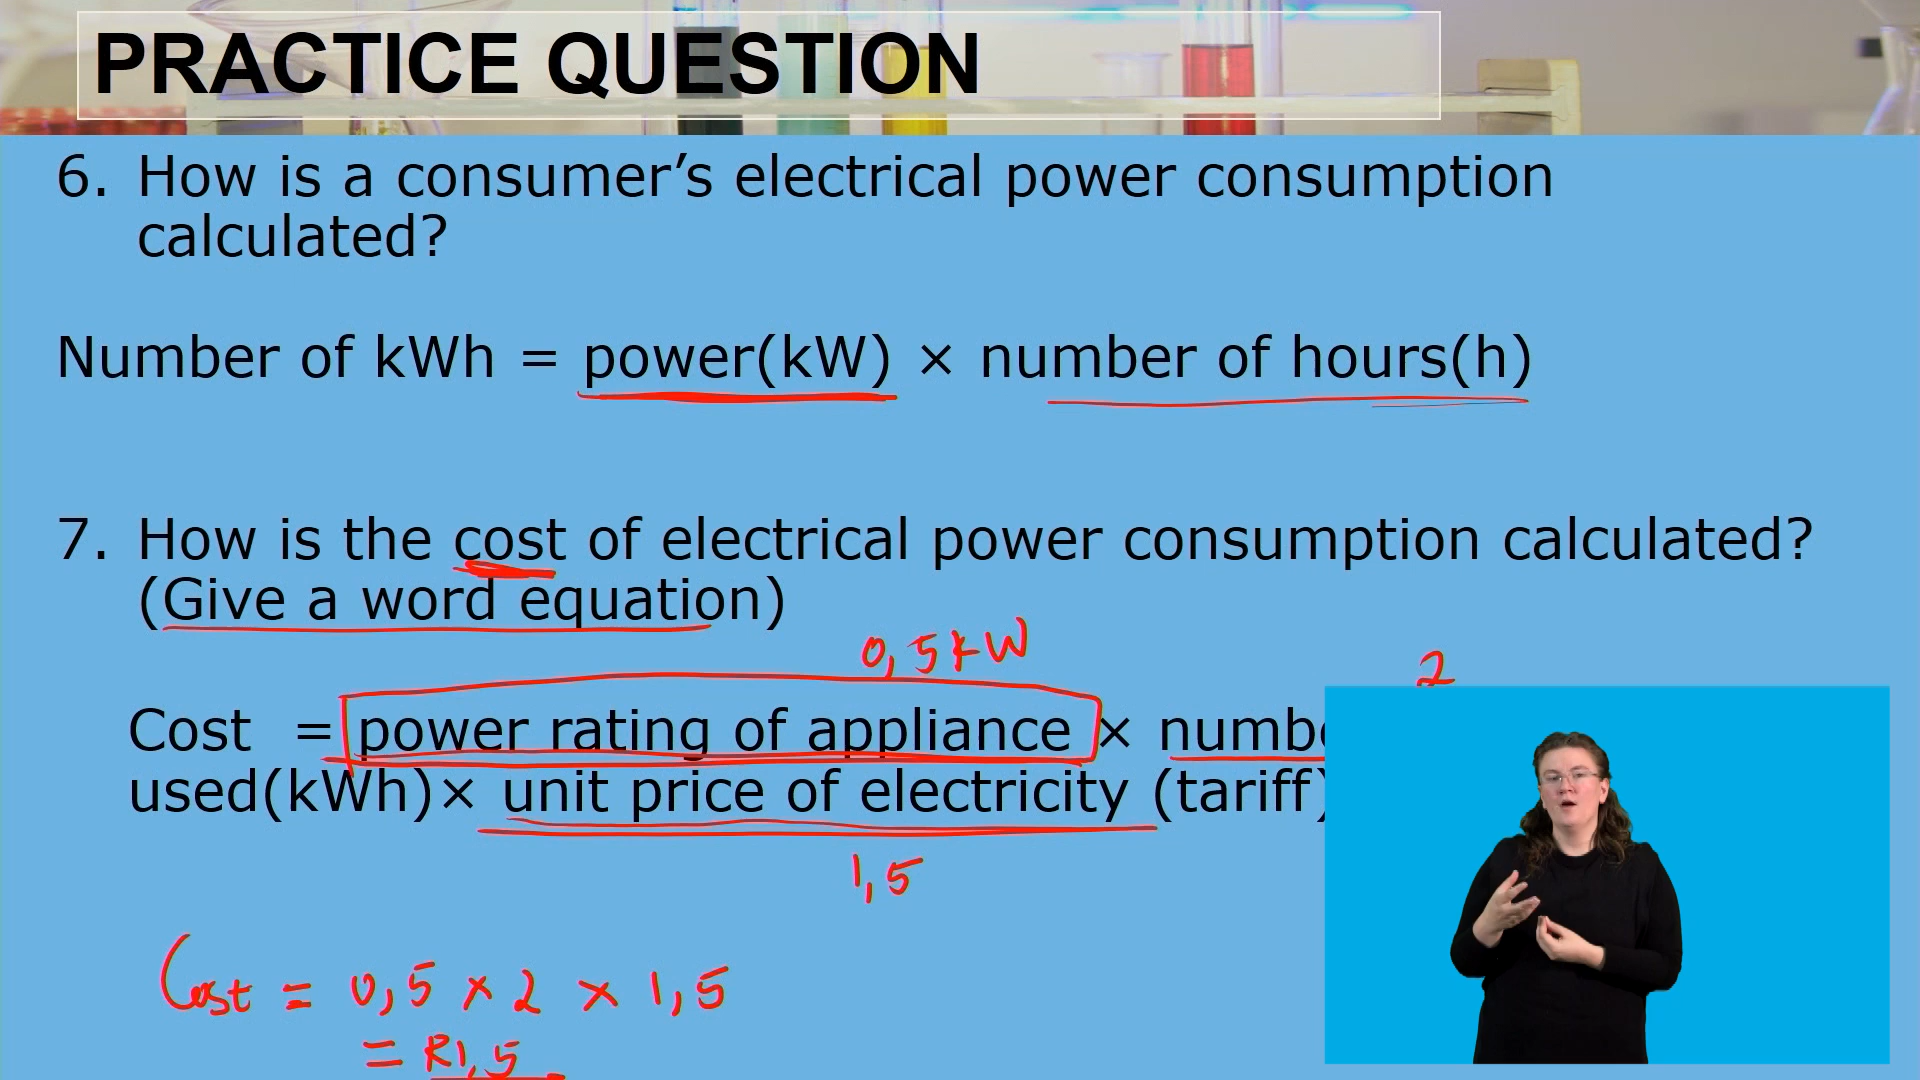 PRACTICE QUESTION
6. How is a consumer’s electrical power consumption
calculated?
Number of kWh = power(kW) × number of hours(h)
7. How is the cost of electrical power consumption calculated?
(Give a word equation)
0,5 kW
2
Cost = power rating of appliance ×
used(kWh)× unit price of electricity (tariff)
1,5
Cost = 0,5 × 2 × 1,5
= R1,5